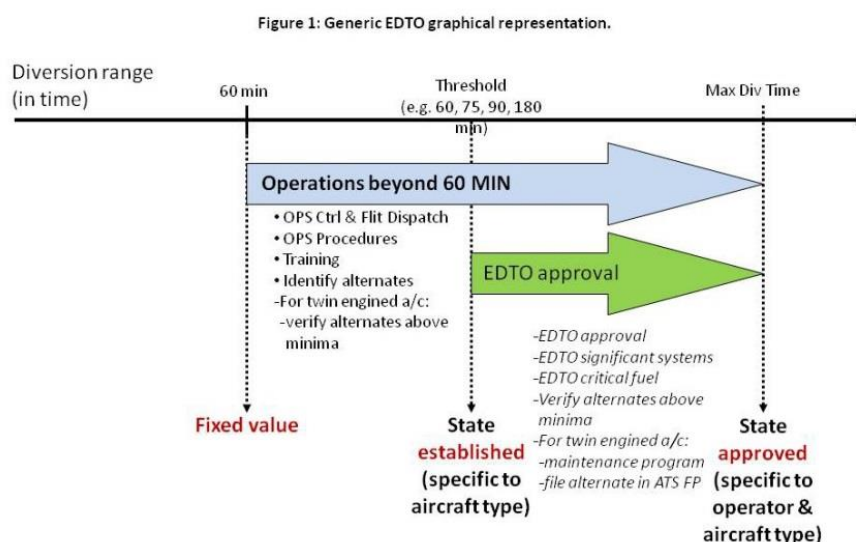 Figure 1: Generic EDTO graphical representation.
Diversion range
(in time)
60 min
Threshold
(e.g. 60, 75, 90, 180
min)
Max Div Time
Operations beyond 60 MIN
• OPS Ctrl & Flit Dispatch
• OPS Procedures
• Training
• Identify alternates
-For twin engined a/c:
-verify alternates above
minima
EDTO approval
-EDTO approval
-EDTO significant systems
-EDTO critical fuel
-Verify alternates above
minima
-For twin engined a/c:
-maintenance program
-file alternate in ATS FP
Fixed value
State
established
(specific to
aircraft type)
State
approved
(specific to
operator &
aircraft type)